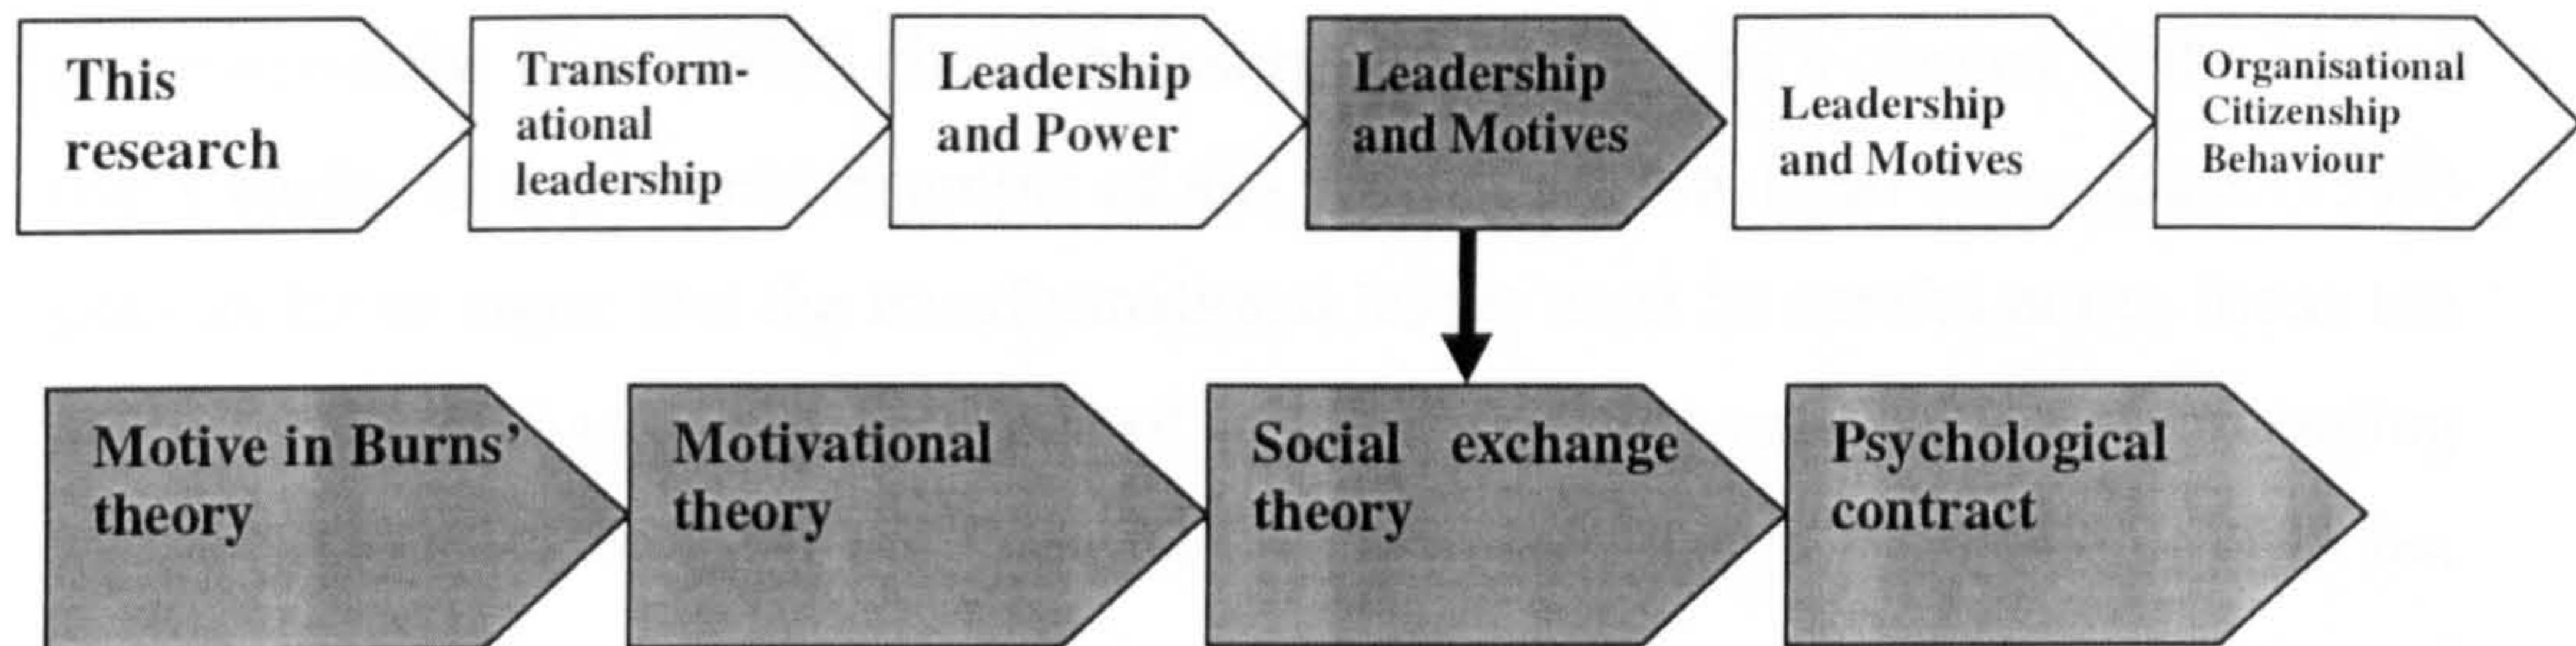 This
research
Transform-
ational
leadership
Leadership
and Power
Leadership
and Motives
Leadership
and Motives
Organisational
Citizenship
Behaviour
Motive in Burns'
theory
Motivational
theory
Social exchange
theory
Psychological
contract